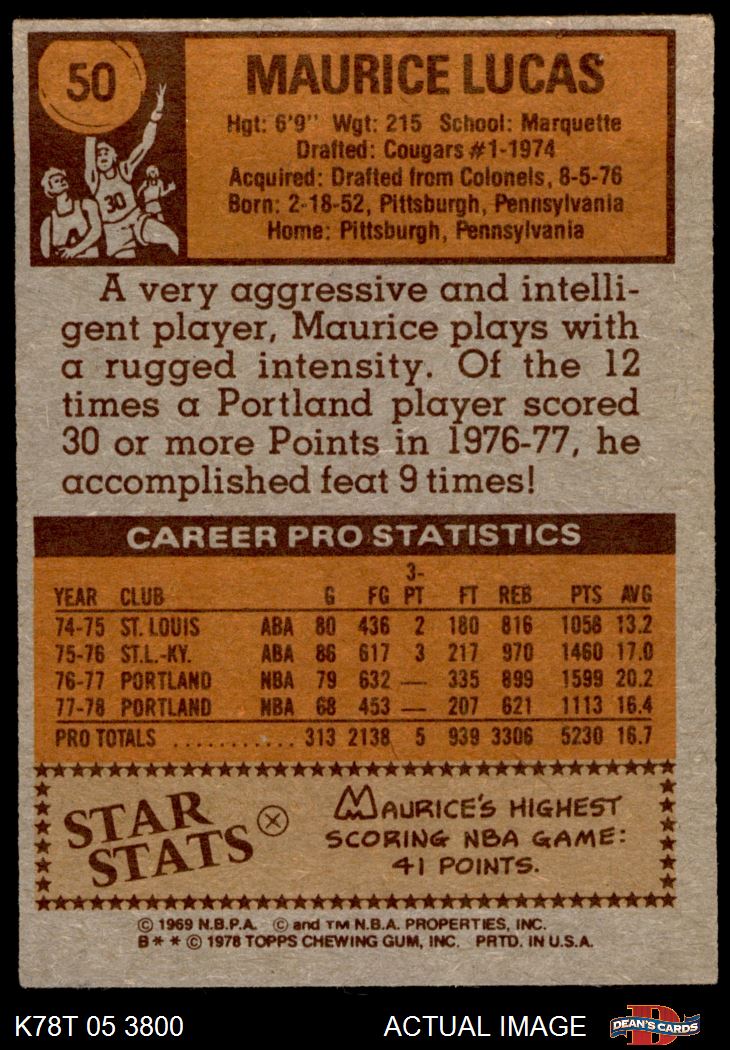 50
MAURICE LUCAS
Hgt: 6'9" Wgt: 215 School: Marquette
Drafted: Cougars #1-1974
Acquired: Drafted from Colonels, 8-5-76
Born: 2-18-52, Pittsburgh, Pennsylvania
Home: Pittsburgh, Pennsylvania
30
A very aggressive and intelli-
gent player, Maurice plays with
a rugged intensity. Of the 12
times a Portland player scored
30 or more Points in 1976-77, he
accomplished feat 9 times!
CAREER PRO STATISTICS
YEAR CLUB G FG 3-PT FT REB PTS AVG
74-75 ST. LOUIS ABA 80 436 2 180 816 1058 13.2
75-76 ST.L.-KY. ABA 86 617 3 217 970 1460 17.0
76-77 PORTLAND NBA 79 632 — 335 899 1599 20.2
77-78 PORTLAND NBA 68 453 — 207 621 1113 16.4
PRO TOTALS ........... 313 2138 5 939 3306 5230 16.7
STAR
STATS
MAURICE'S HIGHEST
SCORING NBA GAME:
41 POINTS.
© 1969 N.B.P.A. © and TM N.B.A. PROPERTIES, INC.
B* * © 1978 TOPPS CHEWING GUM, INC. PRTD. IN U.S.A.
K78T 05 3800 ACTUAL IMAGE
D
DEAN'S CARDS